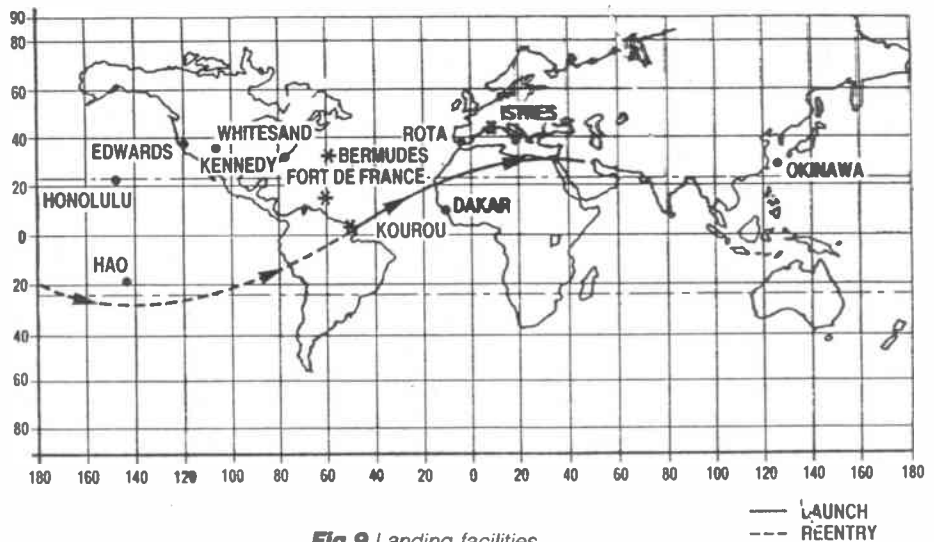 90
80
60
40
20
0
20
40
60
80
90
WHITESAND
EDWARDS
KENNEDY
BERMUDES
FORT DE FRANCE
ROTA
ISTRES
HONOLULU
DAKAR
OKINAWA
KOUROU
HAO
180 160 140 120 100 80 60 40 20 0 20 40 60 80 100 120 140 160 180
LAUNCH
REENTRY
Fig 9 Landing facilities